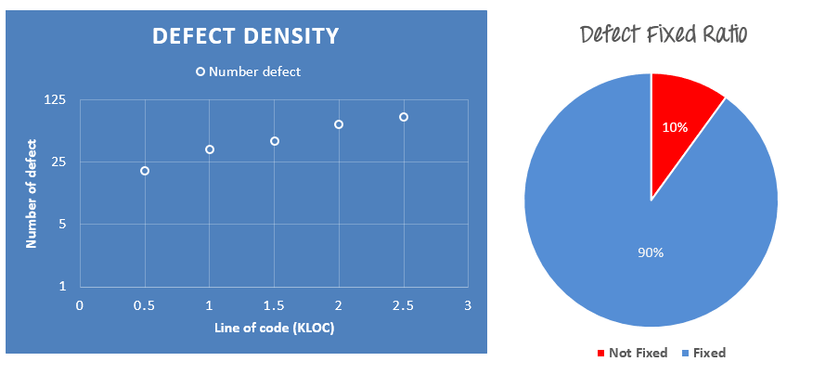 DEFECT DENSITY
Number defect
Number of defect
125
25
5
1
0 0.5 1 1.5 2 2.5 3
Line of code (KLOC)
Defect Fixed Ratio
10%
90%
Not Fixed Fixed